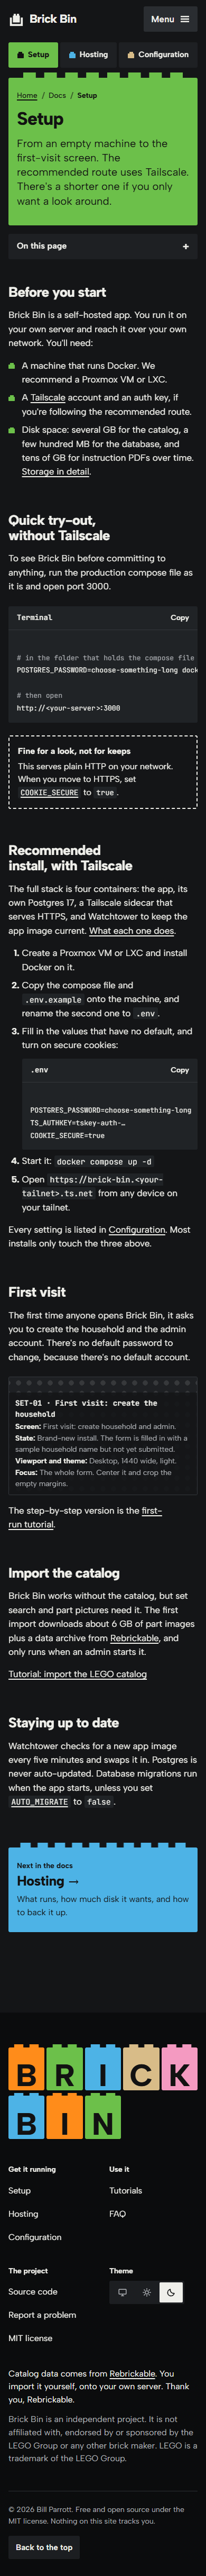 Brick Bin
Menu
Setup
Hosting
Configuration
Home / Docs / Setup
Setup
From an empty machine to the
first-visit screen. The
recommended route uses Tailscale.
There's a shorter one if you only
want a look around.
On this page
+
Before you start
Brick Bin is a self-hosted app. You run it on
your own server and reach it over your own
network. You'll need:
A machine that runs Docker. We
recommend a Proxmox VM or LXC.
A Tailscale account and an auth key, if
you're following the recommended route.
Disk space: several GB for the catalog, a
few hundred MB for the database, and
tens of GB for instruction PDFs over time.
Storage in detail.
Quick try-out,
without Tailscale
To see Brick Bin before committing to
anything, run the production compose file as
it is and open port 3000.
Terminal
Copy
# in the folder that holds the compose file
POSTGRES_PASSWORD=choose-something-long dock
# then open
http://<your-server>:3000
Fine for a look, not for keeps
This serves plain HTTP on your network.
When you move to HTTPS, set
COOKIE_SECURE to true.
Recommended
install, with Tailscale
The full stack is four containers: the app, its
own Postgres 17, a Tailscale sidecar that
serves HTTPS, and Watchtower to keep the
app image current. What each one does.
1. Create a Proxmox VM or LXC and install
Docker on it.
2. Copy the compose file and
.env.example onto the machine, and
rename the second one to .env.
3. Fill in the values that have no default, and
turn on secure cookies:
.env
Copy
POSTGRES_PASSWORD=choose-something-long
TS_AUTHKEY=tskey-auth-…
COOKIE_SECURE=true
4. Start it: docker compose up -d
5. Open https://brick-bin.<your-
tailnet>.ts.net from any device on
your tailnet.
Every setting is listed in Configuration. Most
installs only touch the three above.
First visit
The first time anyone opens Brick Bin, it asks
you to create the household and the admin
account. There's no default password to
change, because there's no default account.
SET-01 · First visit: create the
household
Screen: First visit: create household and admin.
State: Brand-new install. The form is filled in with a
sample household name but not yet submitted.
Viewport and theme: Desktop, 1440 wide, light.
Focus: The whole form. Center it and crop the
empty margins.
The step-by-step version is the first-
run tutorial.
Import the catalog
Brick Bin works without the catalog, but set
search and part pictures need it. The first
import downloads about 6 GB of part images
plus a data archive from Rebrickable, and
only runs when an admin starts it.
Tutorial: import the LEGO catalog
Staying up to date
Watchtower checks for a new app image
every five minutes and swaps it in. Postgres is
never auto-updated. Database migrations run
when the app starts, unless you set
AUTO_MIGRATE to false.
Next in the docs
Hosting →
What runs, how much disk it wants, and how
to back it up.
BRICK
BIN
Get it running
Use it
Setup
Tutorials
Hosting
FAQ
Configuration
The project
Theme
Source code
Report a problem
MIT license
Catalog data comes from Rebrickable. You
import it yourself, onto your own server. Thank
you, Rebrickable.
Brick Bin is an independent project. It is not
affiliated with, endorsed by or sponsored by the
LEGO Group or any other brick maker. LEGO is a
trademark of the LEGO Group.
© 2026 Bill Parrott. Free and open source under the
MIT license. Nothing on this site tracks you.
Back to the top